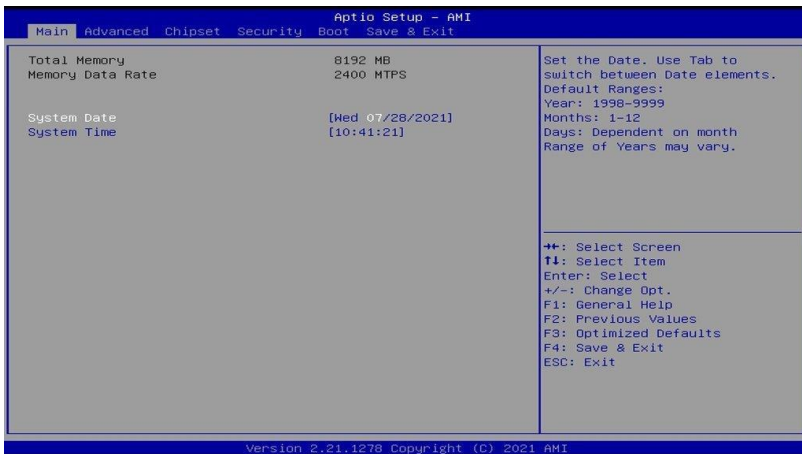 Aptio Setup – AMI
Main Advanced Chipset Security Boot Save & Exit
Total Memory 8192 MB
Memory Data Rate 2400 MTPS
System Date [Wed 07/28/2021]
System Time [10:41:21]
Set the Date. Use Tab to
switch between Date elements.
Default Ranges:
Year: 1998–9999
Months: 1–12
Days: Dependent on month
Range of Years may vary.
→←: Select Screen
↑↓: Select Item
Enter: Select
+/−: Change Opt.
F1: General Help
F2: Previous Values
F3: Optimized Defaults
F4: Save & Exit
ESC: Exit
Version 2.21.1278 Copyright (C) 2021 AMI